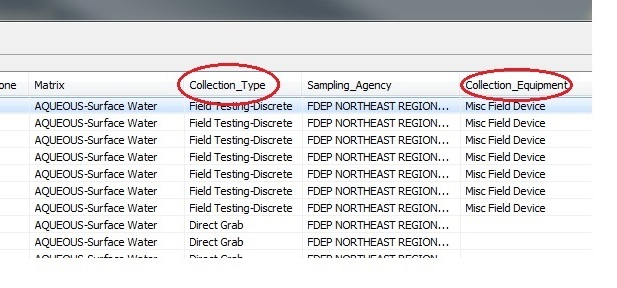 one Matrix Collection_Type Sampling_Agency Collection_Equipment
AQUEOUS-Surface Water Field Testing-Discrete FDEP NORTHEAST REGION... Misc Field Device
AQUEOUS-Surface Water Field Testing-Discrete FDEP NORTHEAST REGION... Misc Field Device
AQUEOUS-Surface Water Field Testing-Discrete FDEP NORTHEAST REGION... Misc Field Device
AQUEOUS-Surface Water Field Testing-Discrete FDEP NORTHEAST REGION... Misc Field Device
AQUEOUS-Surface Water Field Testing-Discrete FDEP NORTHEAST REGION... Misc Field Device
AQUEOUS-Surface Water Field Testing-Discrete FDEP NORTHEAST REGION... Misc Field Device
AQUEOUS-Surface Water Field Testing-Discrete FDEP NORTHEAST REGION... Misc Field Device
AQUEOUS-Surface Water Direct Grab FDEP NORTHEAST REGION...
AQUEOUS-Surface Water Direct Grab FDEP NORTHEAST REGION...
AQUEOUS-Surface Water Direct Grab FDEP NORTHEAST REGION